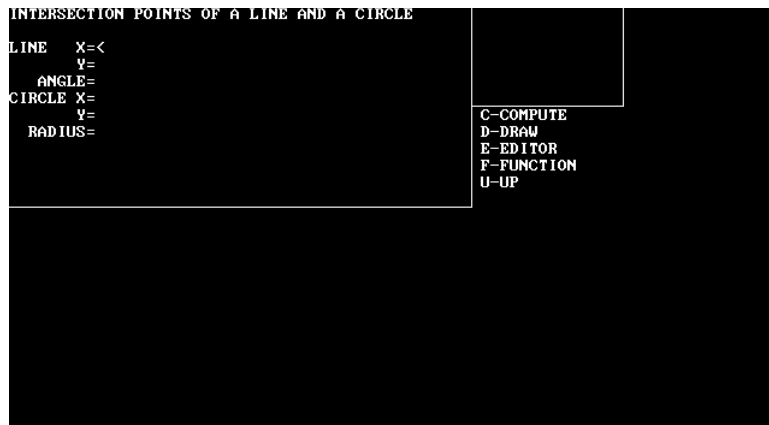 INTERSECTION POINTS OF A LINE AND A CIRCLE
LINE X=<
Y=
ANGLE=
CIRCLE X=
Y=
RADIUS=
C-COMPUTE
D-DRAW
E-EDITOR
F-FUNCTION
U-UP